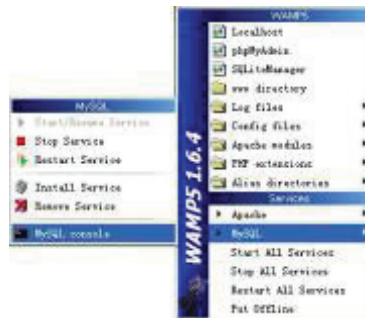 MySQL
Start/Resume Service
Stop Service
Restart Service
Install Service
Remove Service
MySQL console
WAMP5 1.6.4
WAMP5
Localhost
phpMyAdmin
SQLiteManager
www directory
Log files
Config files
Apache modules
PHP extensions
Alias directories
Services
Apache
MySQL
Start All Services
Stop All Services
Restart All Services
Put Offline